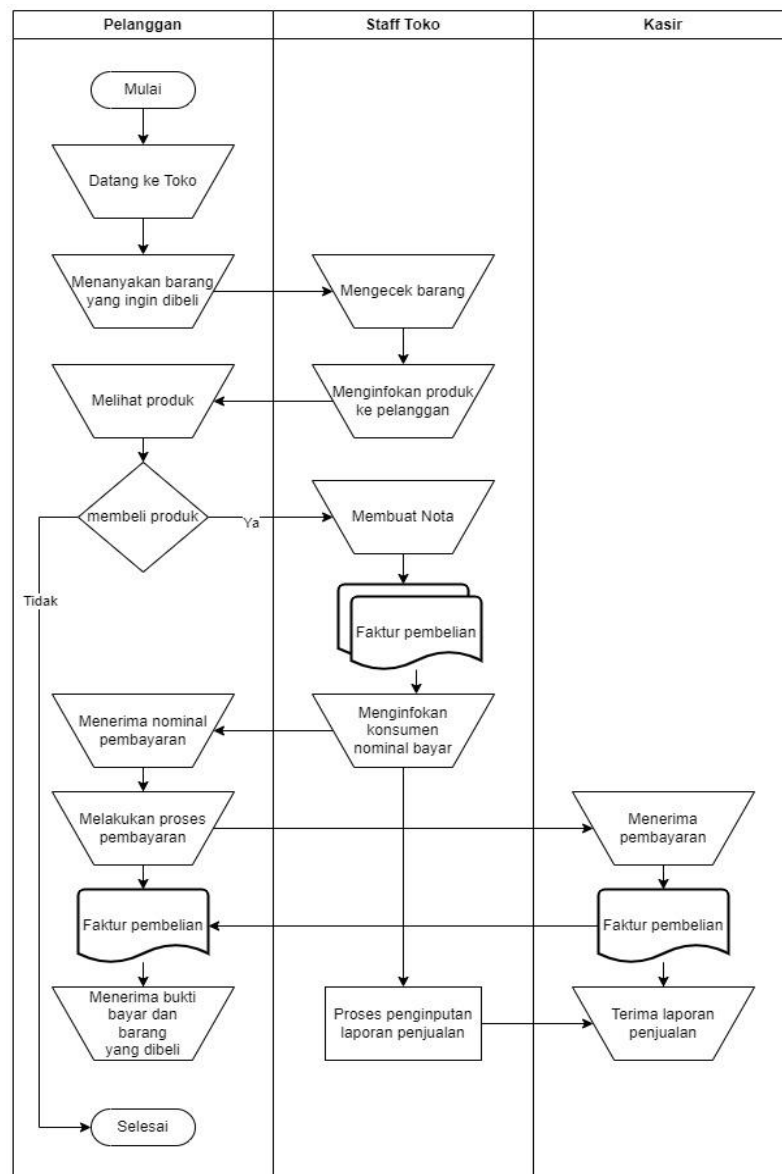 Pelanggan
Staff Toko
Kasir
Mulai
Datang ke Toko
Menanyakan barang
yang ingin dibeli
Mengecek barang
Melihat produk
Menginfokan produk
ke pelanggan
membeli produk
Ya
Membuat Nota
Tidak
Faktur pembelian
Menerima nominal
pembayaran
Menginfokan
konsumen
nominal bayar
Melakukan proses
pembayaran
Menerima
pembayaran
Faktur pembelian
Faktur pembelian
Menerima bukti
bayar dan
barang
yang dibeli
Proses penginputan
laporan penjualan
Terima laporan
penjualan
Selesai